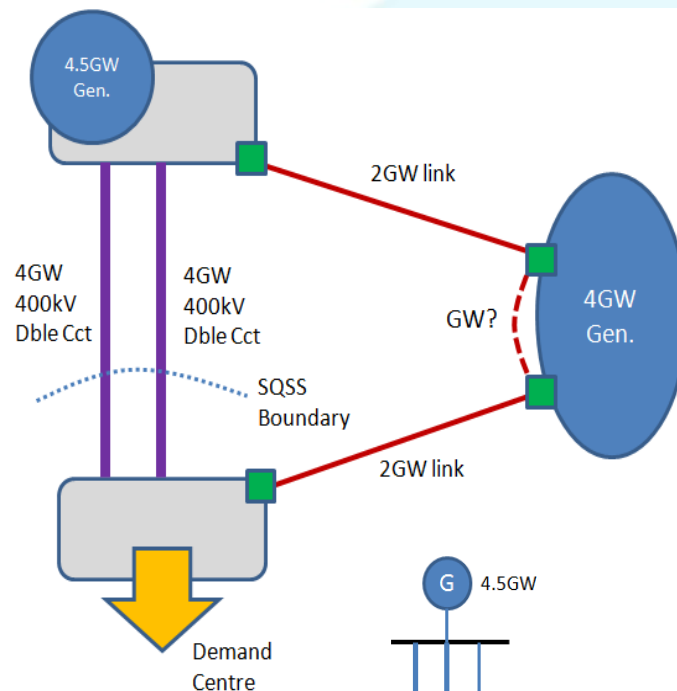 4.5GW
Gen.
2GW link
4GW
400kV
Dble Cct
4GW
400kV
Dble Cct
GW?
4GW
Gen.
SQSS
Boundary
2GW link
G
4.5GW
Demand
Centre